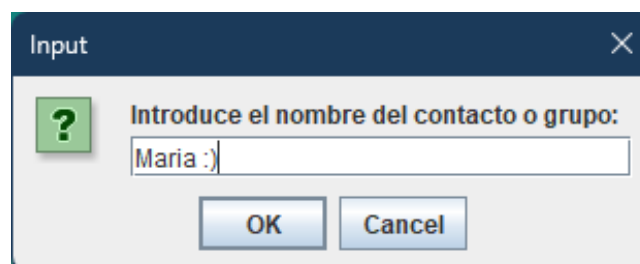 Input
Introduce el nombre del contacto o grupo:
Maria :)
OK Cancel